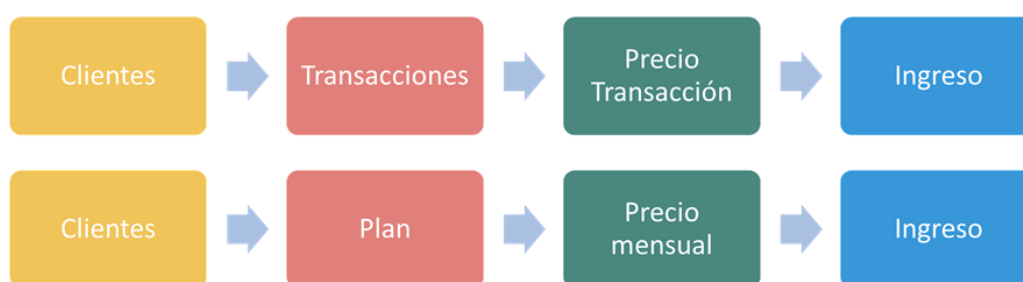 Clientes
Transacciones
Precio
Transacción
Ingreso
Clientes
Plan
Precio
mensual
Ingreso